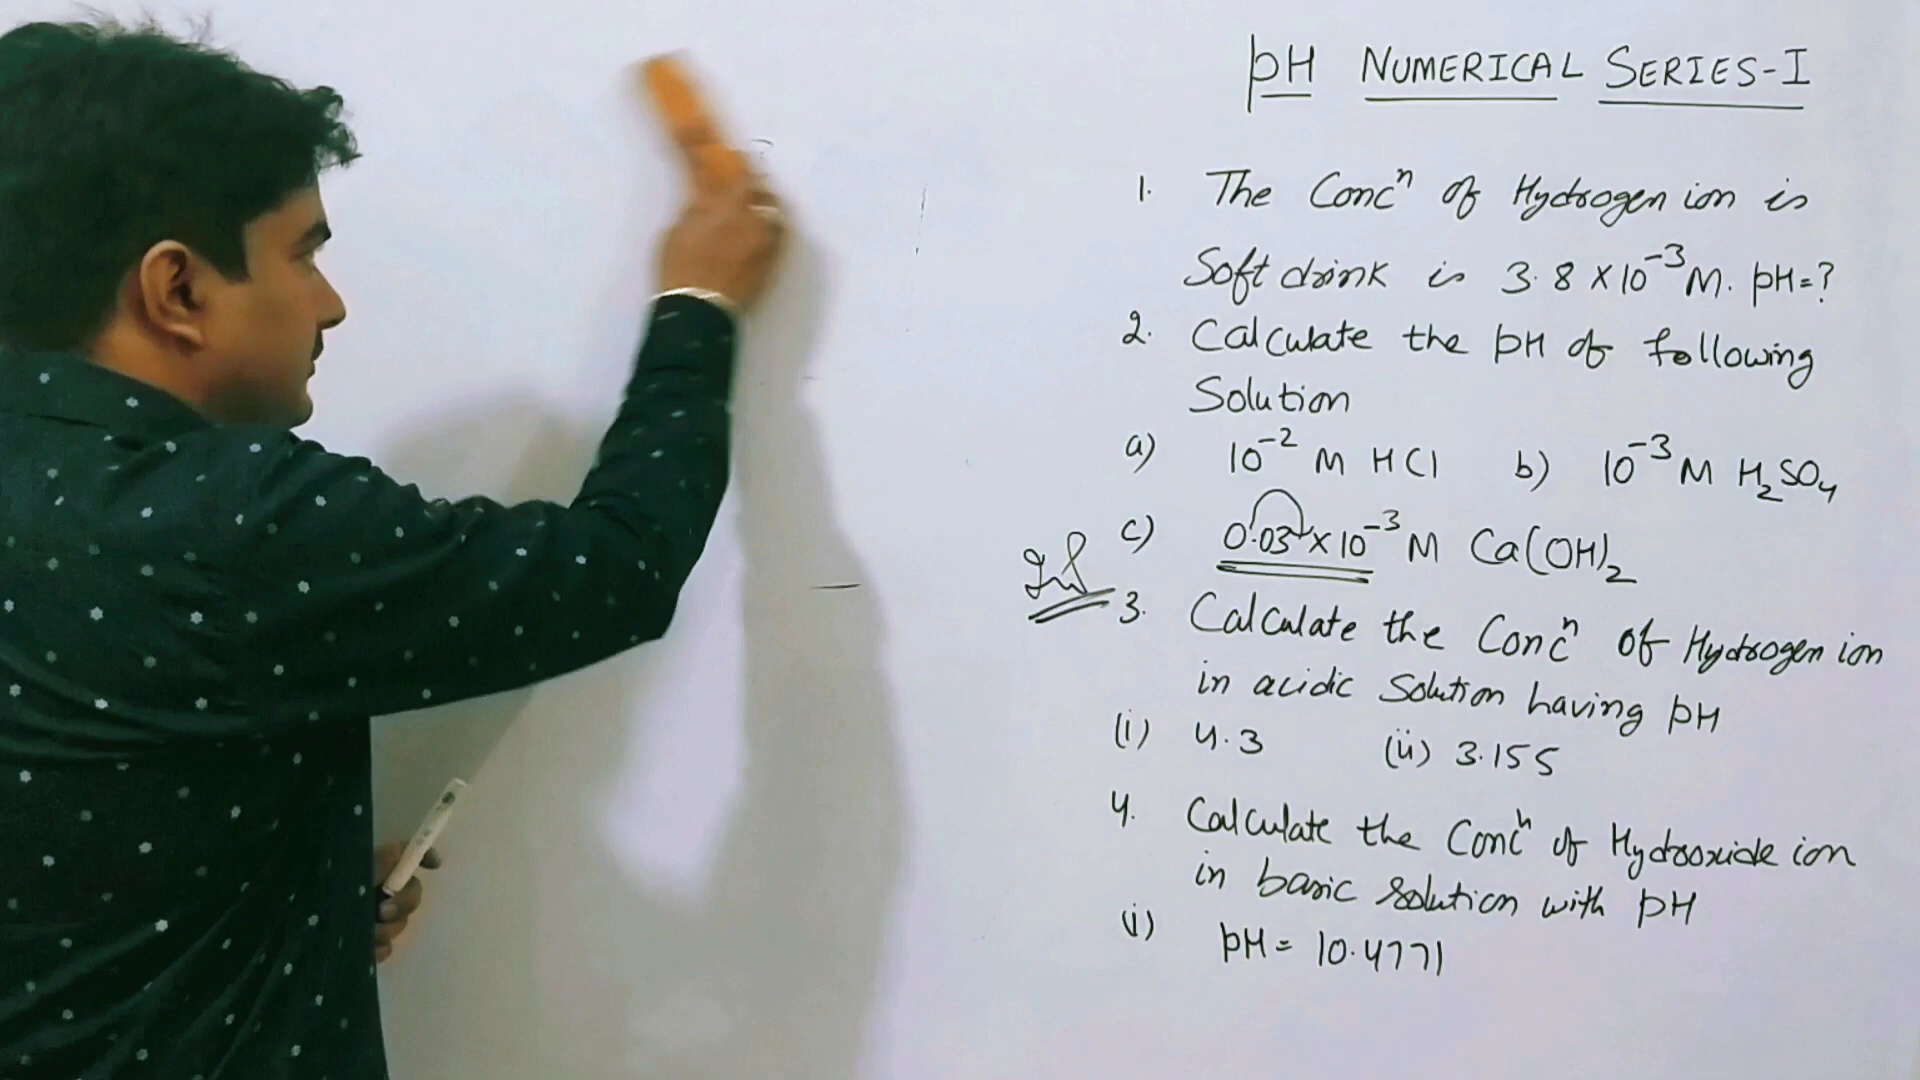 pH NUMERICAL SERIES-I
1. The Concⁿ of Hydrogen ion is
Soft drink is 3.8 × 10⁻³ M. pH=?
2. Calculate the pH of following
Solution
a) 10⁻² M HCl b) 10⁻³ M H₂SO₄
c) 0.03 × 10⁻³ M Ca(OH)₂
3. Calculate the Concⁿ of Hydrogen ion
in acidic Solution having pH
(i) 4.3 (ii) 3.155
4. Calculate the Concⁿ of Hydrooxide ion
in basic solution with pH
(i) pH = 10.4771